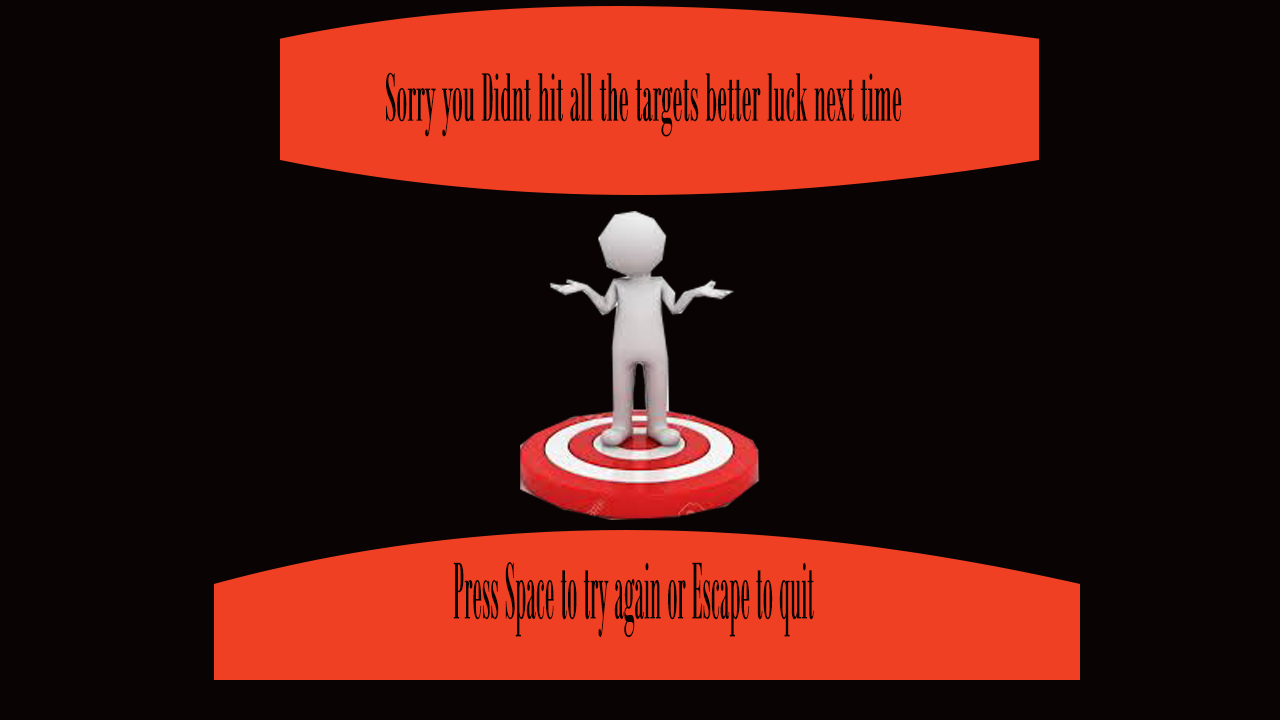 Sorry you Didnt hit all the targets better luck next time
Press Space to try again or Escape to quit